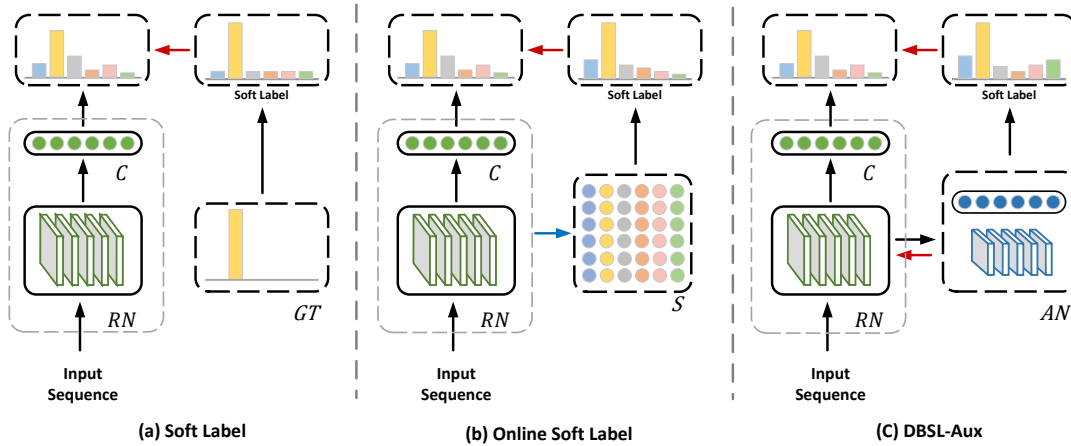 Soft Label
C
RN
GT
Input
Sequence
(a) Soft Label
Soft Label
C
RN
S
Input
Sequence
(b) Online Soft Label
Soft Label
C
RN
AN
Input
Sequence
(C) DBSL-Aux